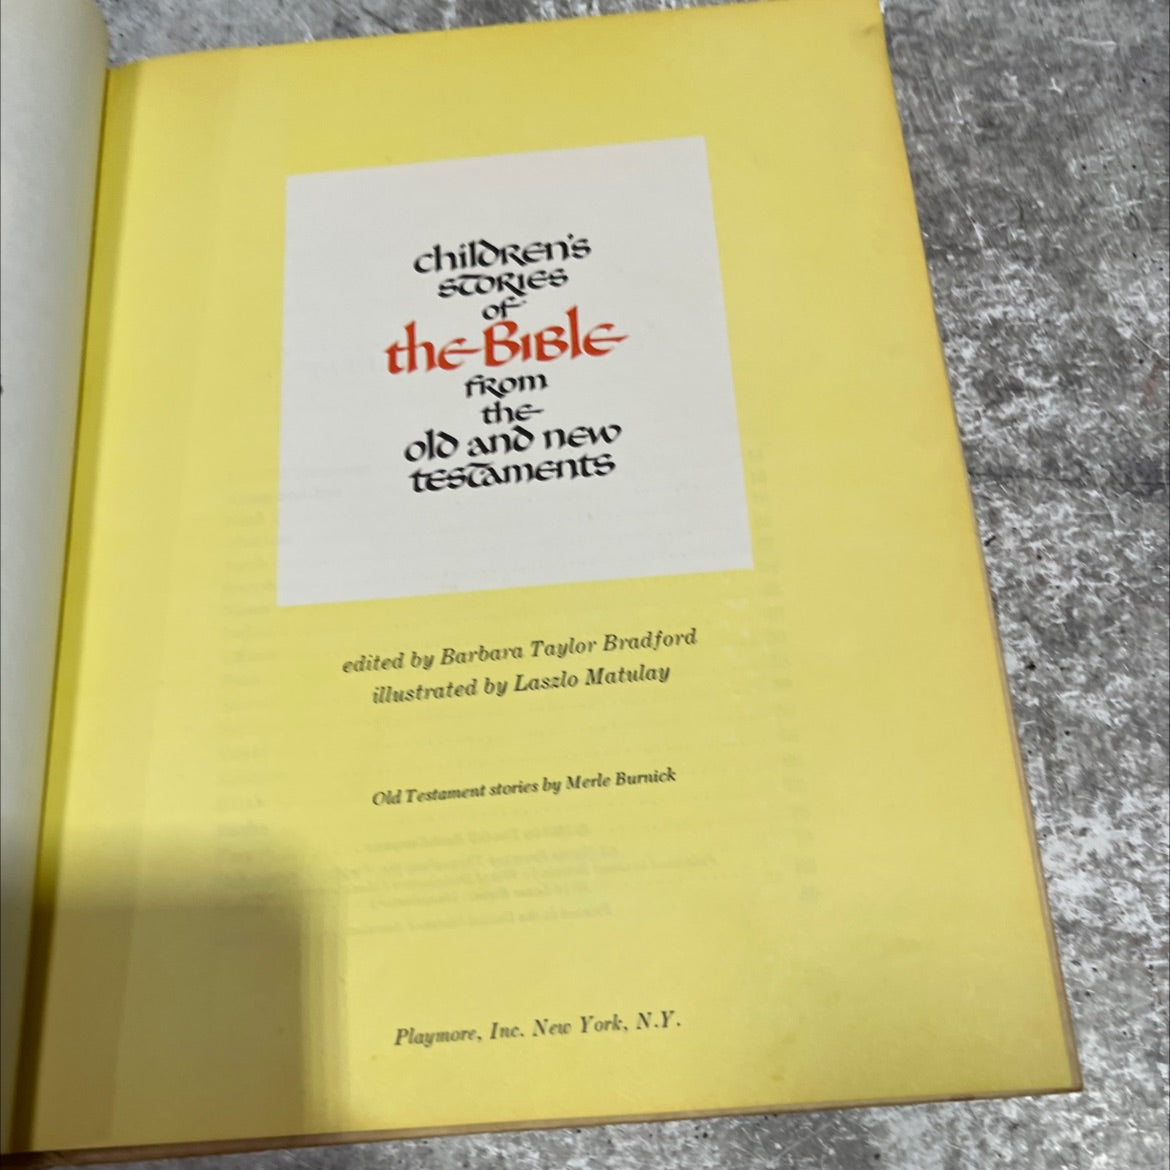 children's
stories
of
the Bible
from
the
old and new
testaments
edited by Barbara Taylor Bradford
illustrated by Laszlo Matulay
Old Testament stories by Merle Burnick
Playmore, Inc. New York, N.Y.